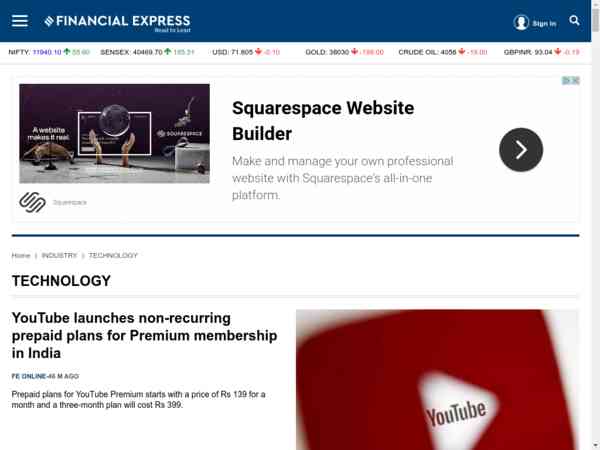 FINANCIAL EXPRESS
Read to Lead
Sign in
NIFTY: 11940.10 55.60 SENSEX: 40469.70 165.31 USD: 71.805 -0.10 GOLD: 38030 -198.00 CRUDE OIL: 4056 -19.00 GBPINR: 93.04 -0.19
A website
makes it real.
SQUARESPACE
Squarespace Website
Builder
Make and manage your own professional
website with Squarespace's all-in-one
platform.
Squarespace
Home | INDUSTRY | TECHNOLOGY
TECHNOLOGY
YouTube launches non-recurring
prepaid plans for Premium membership
in India
FE ONLINE-46 M AGO
Prepaid plans for YouTube Premium starts with a price of Rs 139 for
a month and a three-month plan will cost Rs 399.
YouTube